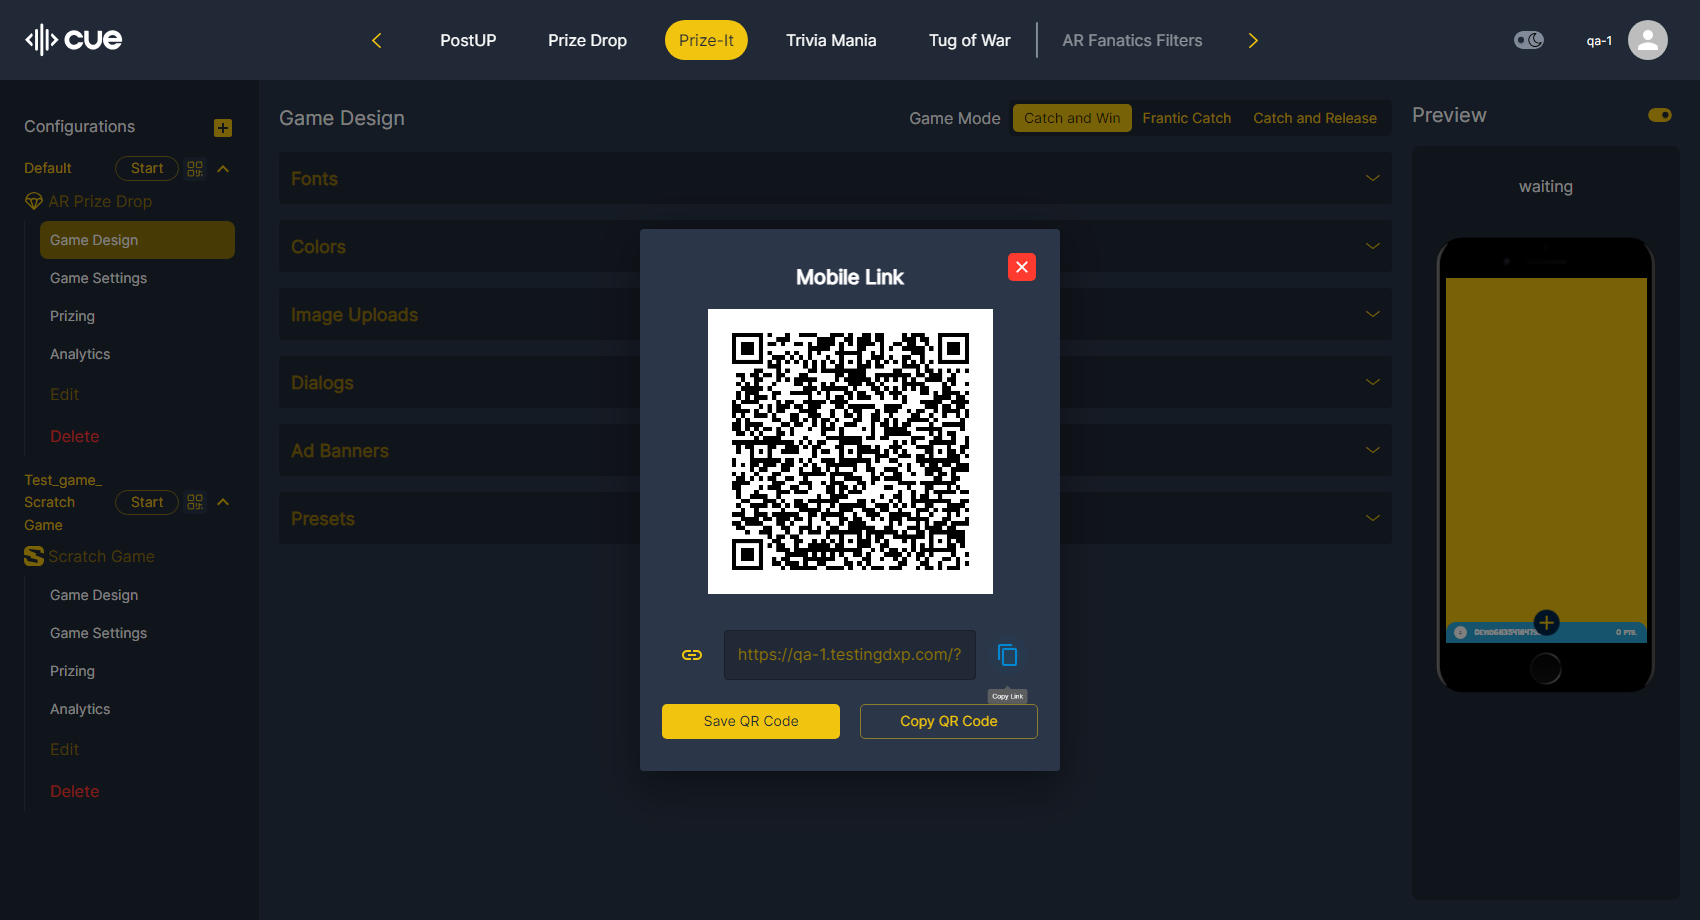 cue
PostUP
Prize Drop
Prize-It
Trivia Mania
Tug of War
AR Fanatics Filters
qa-1
Configurations
Default
Start
AR Prize Drop
Game Design
Game Settings
Prizing
Analytics
Edit
Delete
Test_game_
Scratch
Game
Start
Scratch Game
Game Design
Game Settings
Prizing
Analytics
Edit
Delete
Game Design
Game Mode
Catch and Win
Frantic Catch
Catch and Release
Fonts
Colors
Image Uploads
Dialogs
Ad Banners
Presets
Mobile Link
https://qa-1.testingdxp.com/?
Copy Link
Save QR Code
Copy QR Code
Preview
waiting
0 PTS.